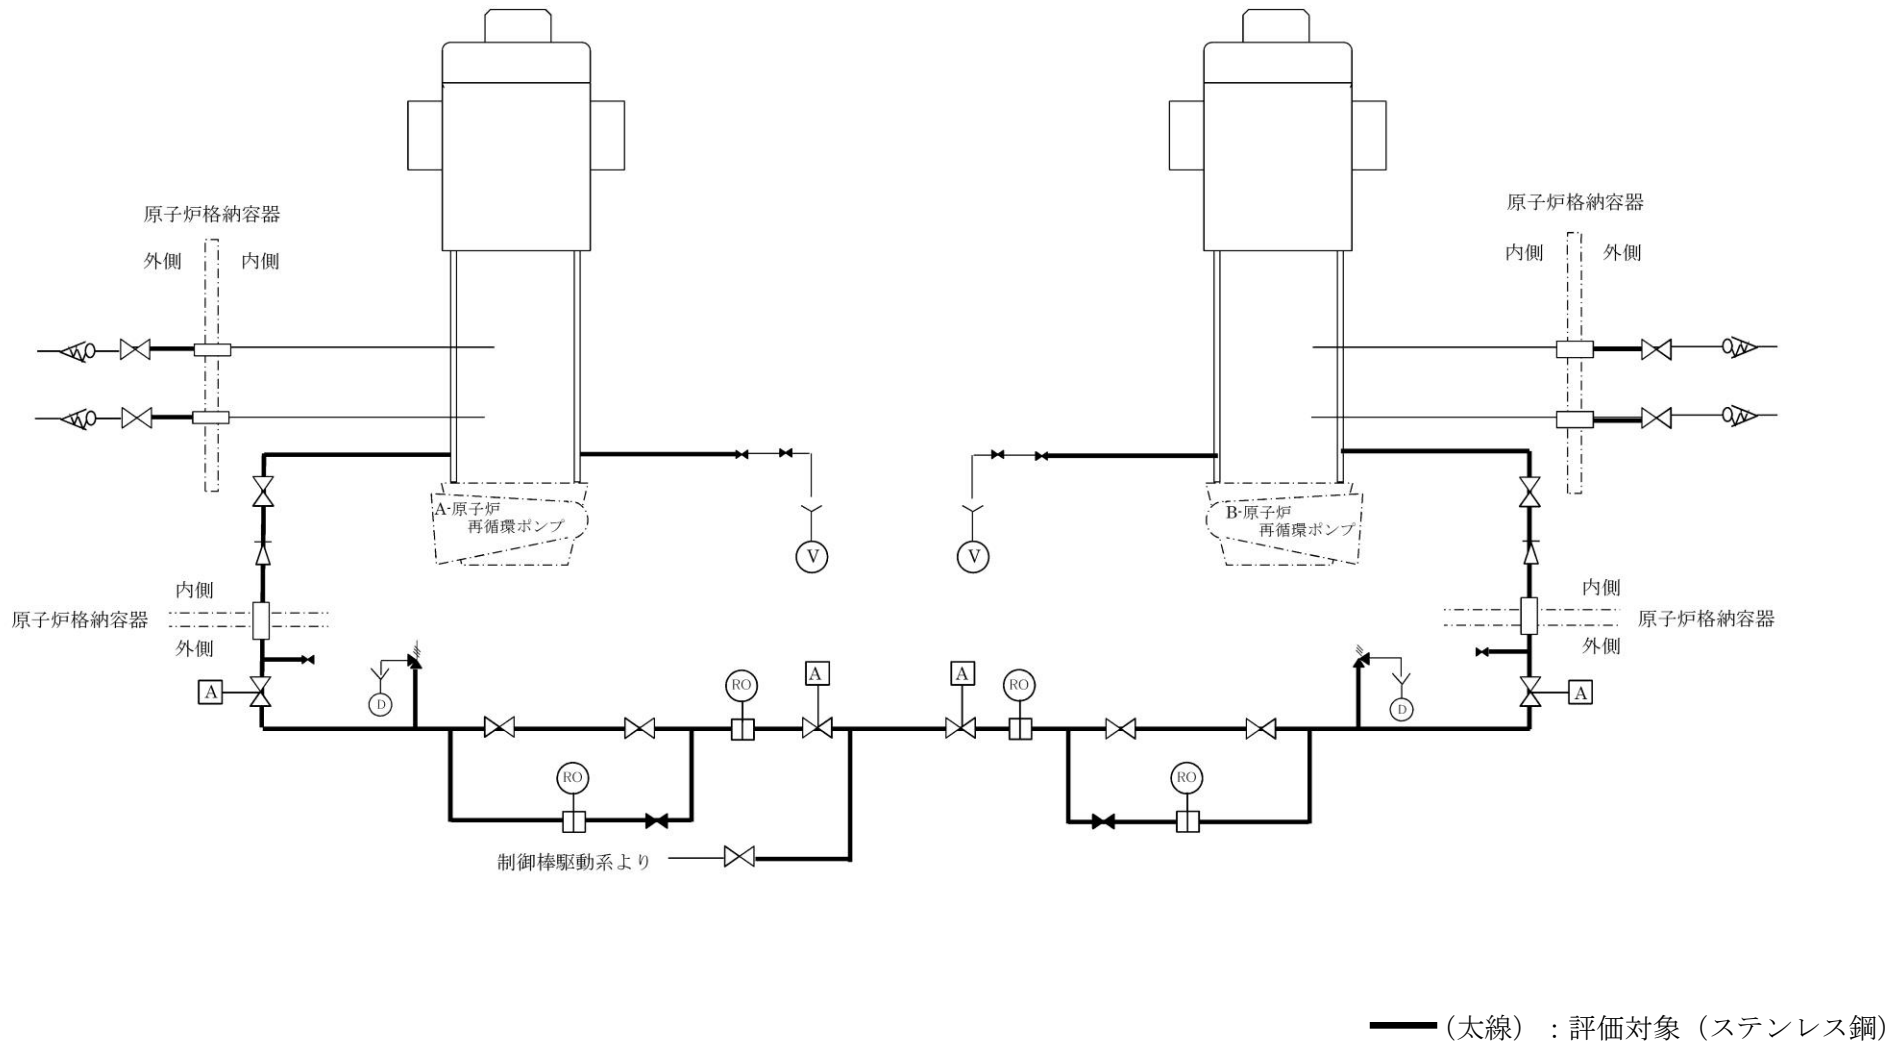 原子炉格納容器
外側
内側
原子炉格納容器
内側
外側
A-原子炉
再循環ポンプ
B-原子炉
再循環ポンプ
V
V
内側
原子炉格納容器
外側
内側
原子炉格納容器
外側
A
D
RO
A
A
RO
D
A
RO
RO
制御棒駆動系より
(太線）：評価対象（ステンレス鋼)